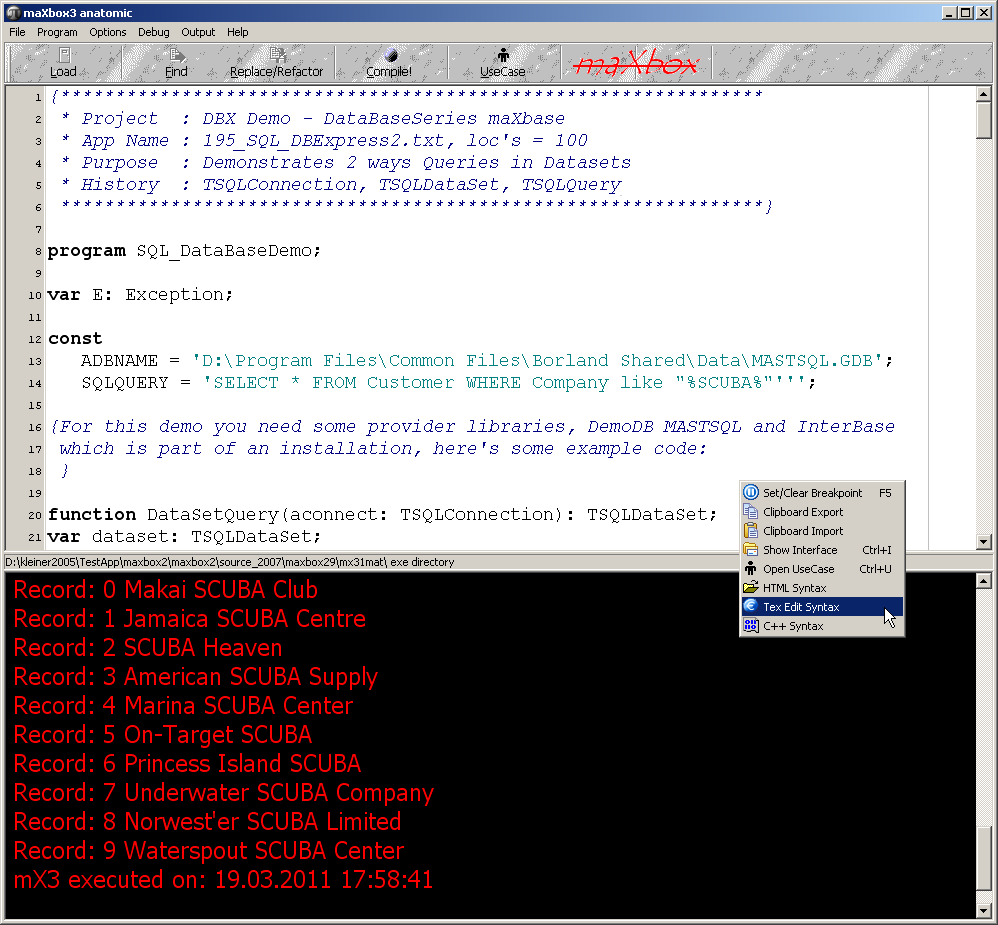 maXbox3 anatomic
File Program Options Debug Output Help
Load Find Replace/Refactor Compile! UseCase maXbox
1 {****************************************************************
2 * Project : DBX Demo - DataBaseSeries maXbase
3 * App Name : 195_SQL_DBExpress2.txt, loc's = 100
4 * Purpose : Demonstrates 2 ways Queries in Datasets
5 * History : TSQLConnection, TSQLDataSet, TSQLQuery
6 ****************************************************************}
7
8 program SQL_DataBaseDemo;
9
10 var E: Exception;
11
12 const
13 ADBNAME = 'D:\Program Files\Common Files\Borland Shared\Data\MASTSQL.GDB';
14 SQLQUERY = 'SELECT * FROM Customer WHERE Company like "%SCUBA%"''';
15
16 {For this demo you need some provider libraries, DemoDB MASTSQL and InterBase
17 which is part of an installation, here's some example code:
18 }
19
20 function DataSetQuery(aconnect: TSQLConnection): TSQLDataSet;
21 var dataset: TSQLDataSet;
Set/Clear Breakpoint F5
Clipboard Export
Clipboard Import
Show Interface Ctrl+I
Open UseCase Ctrl+U
HTML Syntax
Tex Edit Syntax
C++ Syntax
D:\kleiner2005\TestApp\maxbox2\maxbox2\source_2007\maxbox29\mx31mat\ exe directory
Record: 0 Makai SCUBA Club
Record: 1 Jamaica SCUBA Centre
Record: 2 SCUBA Heaven
Record: 3 American SCUBA Supply
Record: 4 Marina SCUBA Center
Record: 5 On-Target SCUBA
Record: 6 Princess Island SCUBA
Record: 7 Underwater SCUBA Company
Record: 8 Norwest'er SCUBA Limited
Record: 9 Waterspout SCUBA Center
mX3 executed on: 19.03.2011 17:58:41